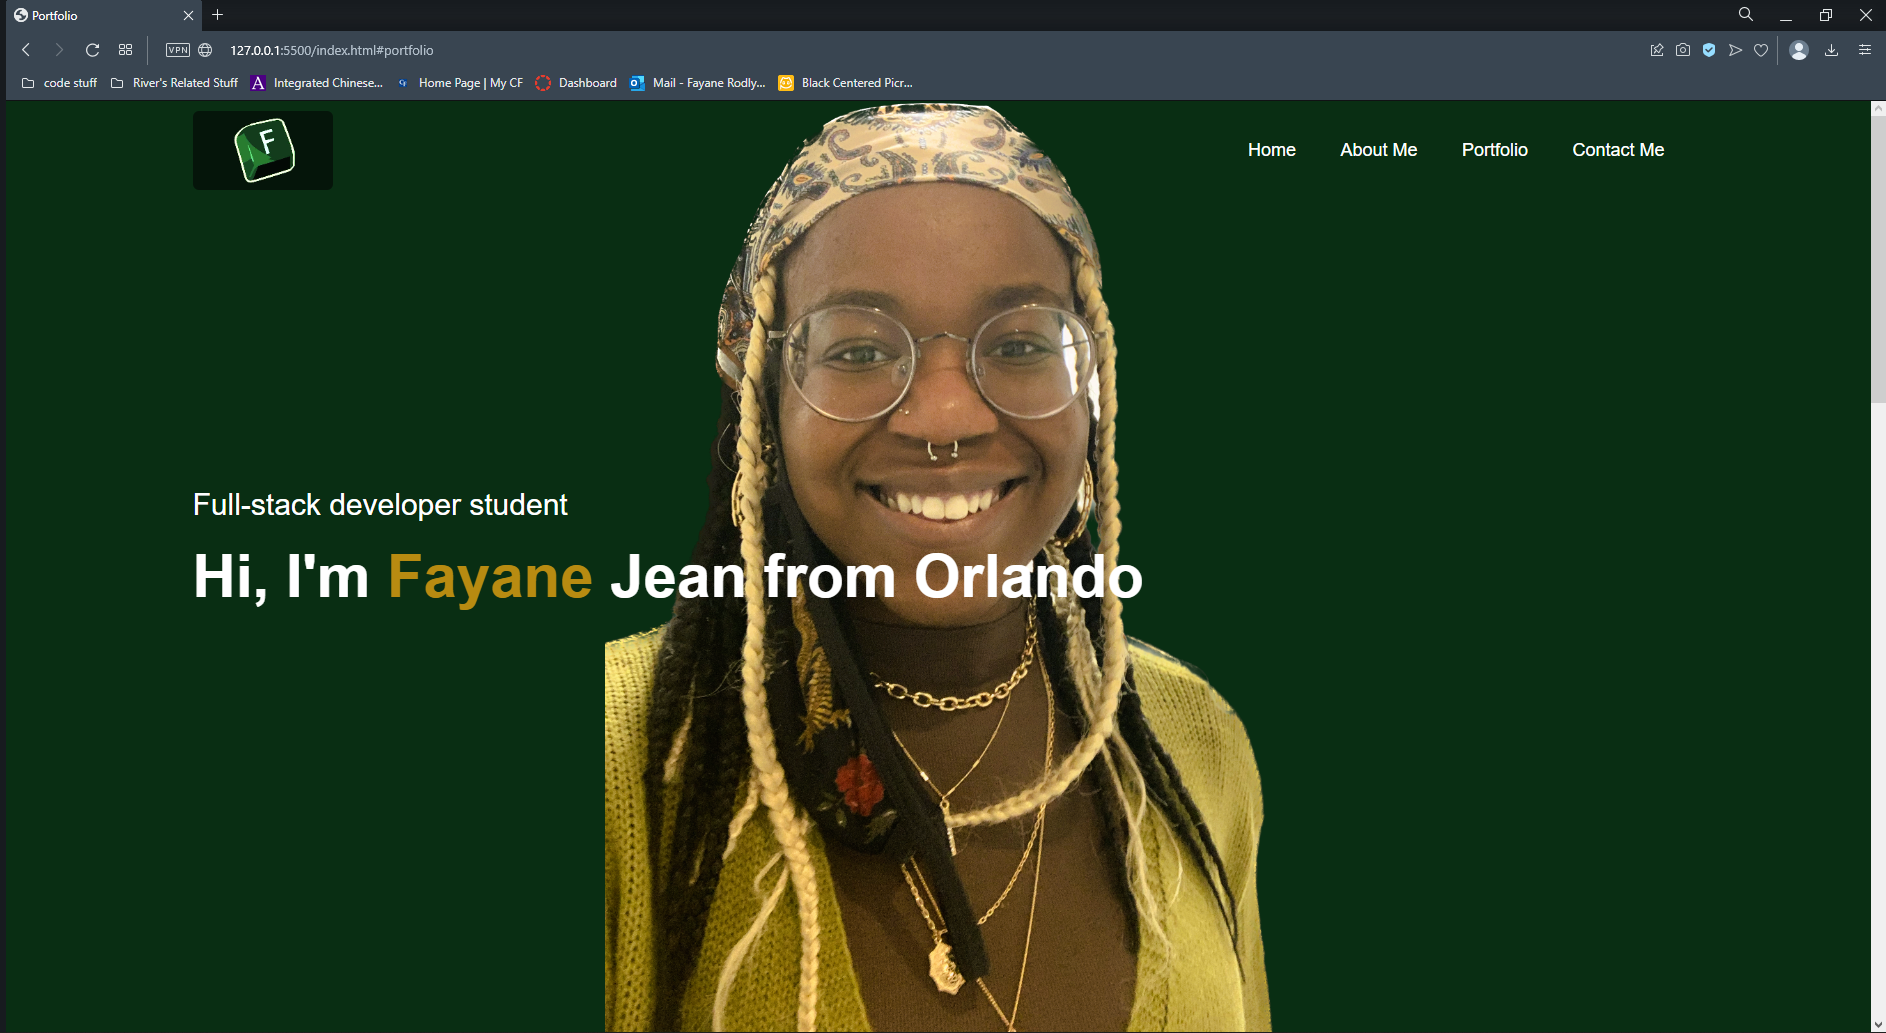 Portfolio
VPN 127.0.0.1:5500/index.html#portfolio
code stuff River's Related Stuff A Integrated Chinese... Home Page | My CF Dashboard Mail - Fayane Rodly... Black Centered Picr...
F
Home About Me Portfolio Contact Me
Full-stack developer student
Hi, I'm Fayane Jean from Orlando